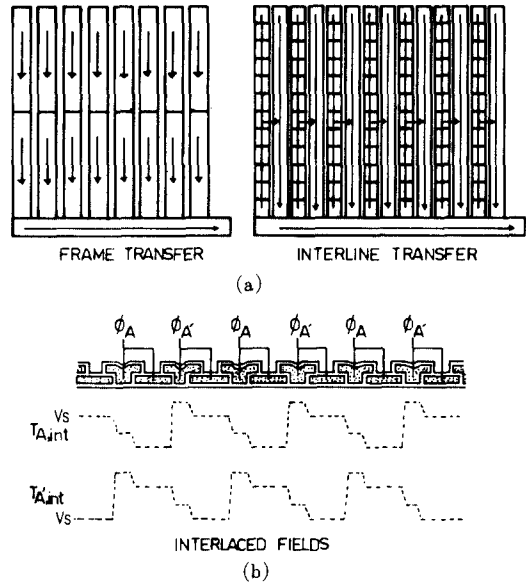 FRAME TRANSFER
INTERLINE TRANSFER
(a)
ϕA ϕA' ϕA ϕA' ϕA ϕA'
Vs
TA,int
TA',int
Vs
INTERLACED FIELDS
(b)